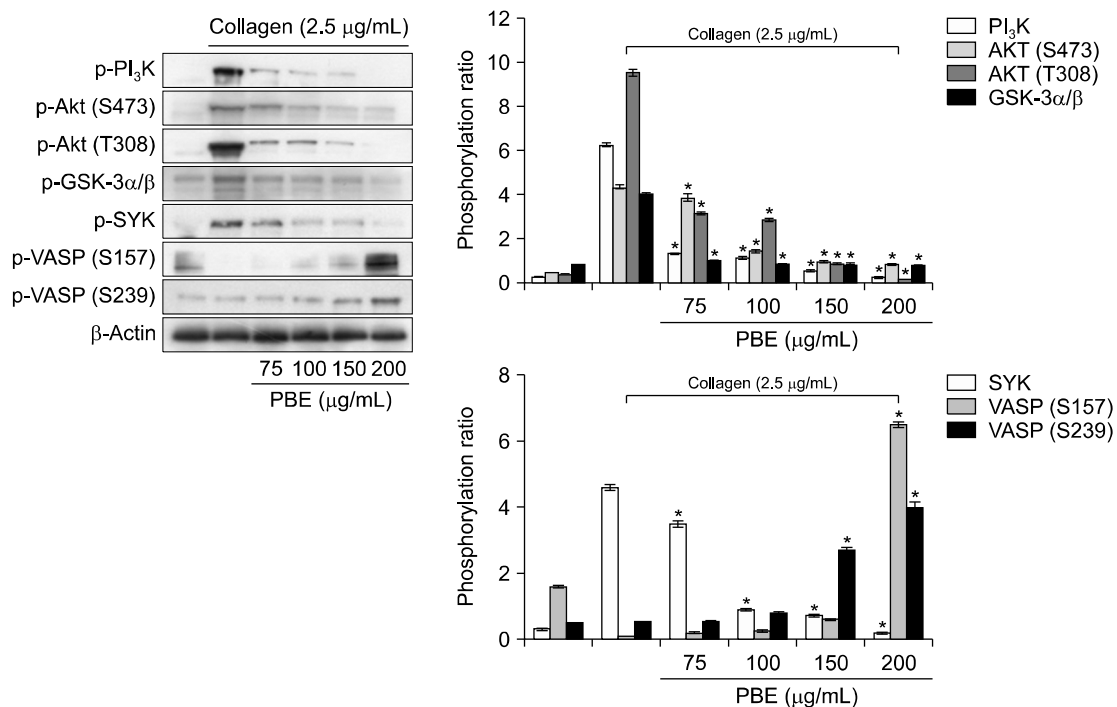 Collagen (2.5 μg/mL)
p-PI₃K
p-Akt (S473)
p-Akt (T308)
p-GSK-3α/β
p-SYK
p-VASP (S157)
p-VASP (S239)
β-Actin
75 100 150 200
PBE (μg/mL)
Phosphorylation ratio
12
10
8
6
4
2
0
Collagen (2.5 μg/mL)
* * * *
* * * *
* * * *
* * * *
75 100 150 200
PBE (μg/mL)
PI₃K
AKT (S473)
AKT (T308)
GSK-3α/β
Phosphorylation ratio
8
6
4
2
0
Collagen (2.5 μg/mL)
*
*
* *
* * *
75 100 150 200
PBE (μg/mL)
SYK
VASP (S157)
VASP (S239)